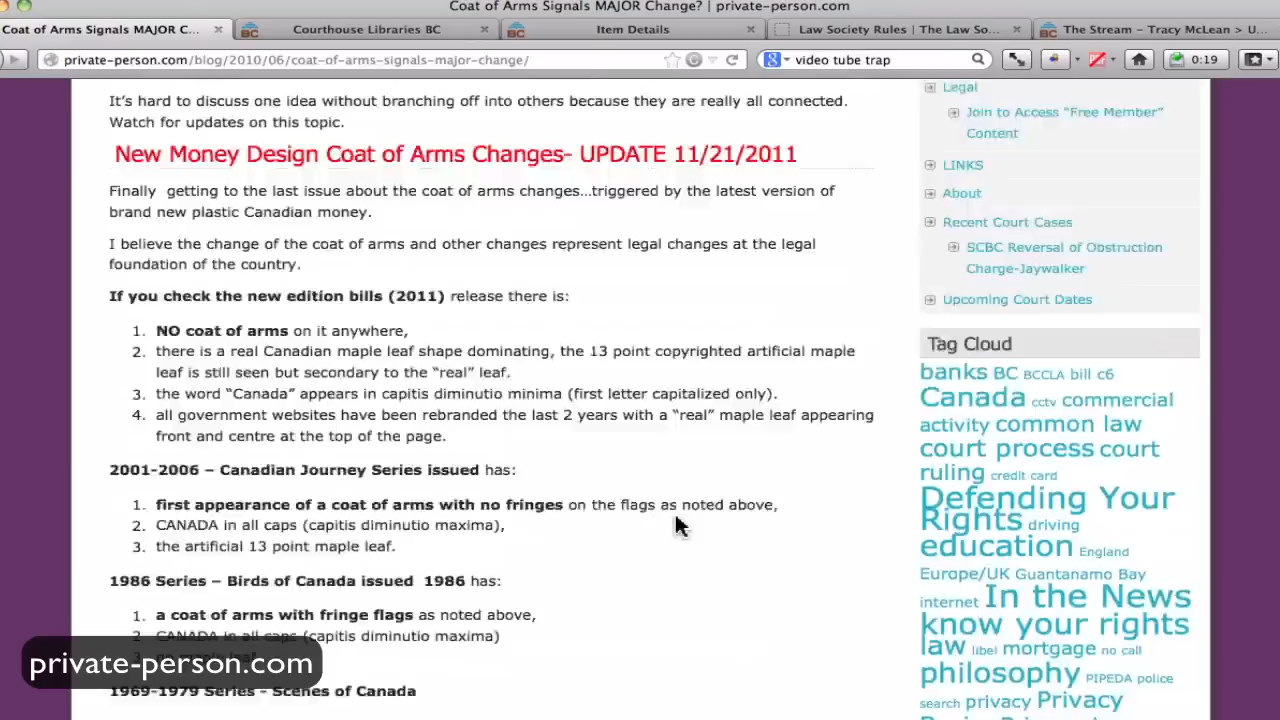 Coat of Arms Signals MAJOR Change? | private-person.com
Coat of Arms Signals MAJOR C...
Courthouse Libraries BC
Item Details
Law Society Rules | The Law So...
The Stream – Tracy McLean > U...
private-person.com/blog/2010/06/coat-of-arms-signals-major-change/
video tube trap
0:19
It's hard to discuss one idea without branching off into others because they are really all connected.
Watch for updates on this topic.
New Money Design Coat of Arms Changes- UPDATE 11/21/2011
Finally getting to the last issue about the coat of arms changes...triggered by the latest version of
brand new plastic Canadian money.
I believe the change of the coat of arms and other changes represent legal changes at the legal
foundation of the country.
If you check the new edition bills (2011) release there is:
1. NO coat of arms on it anywhere,
2. there is a real Canadian maple leaf shape dominating, the 13 point copyrighted artificial maple
leaf is still seen but secondary to the "real" leaf.
3. the word "Canada" appears in capitis diminutio minima (first letter capitalized only).
4. all government websites have been rebranded the last 2 years with a "real" maple leaf appearing
front and centre at the top of the page.
2001-2006 – Canadian Journey Series issued has:
1. first appearance of a coat of arms with no fringes on the flags as noted above,
2. CANADA in all caps (capitis diminutio maxima),
3. the artificial 13 point maple leaf.
1986 Series – Birds of Canada issued 1986 has:
1. a coat of arms with fringe flags as noted above,
2. CANADA in all caps (capitis diminutio maxima)
3. no maple leaf
private-person.com
1969-1979 Series - Scenes of Canada
Legal
Join to Access "Free Member"
Content
LINKS
About
Recent Court Cases
SCBC Reversal of Obstruction
Charge-Jaywalker
Upcoming Court Dates
Tag Cloud
banks BC BCCLA bill c6
Canada cctv commercial
activity common law
court process court
ruling credit card
Defending Your
Rights driving
education England
Europe/UK Guantanamo Bay
internet In the News
know your rights
law libel mortgage no call
philosophy PIPEDA police
search privacy Privacy